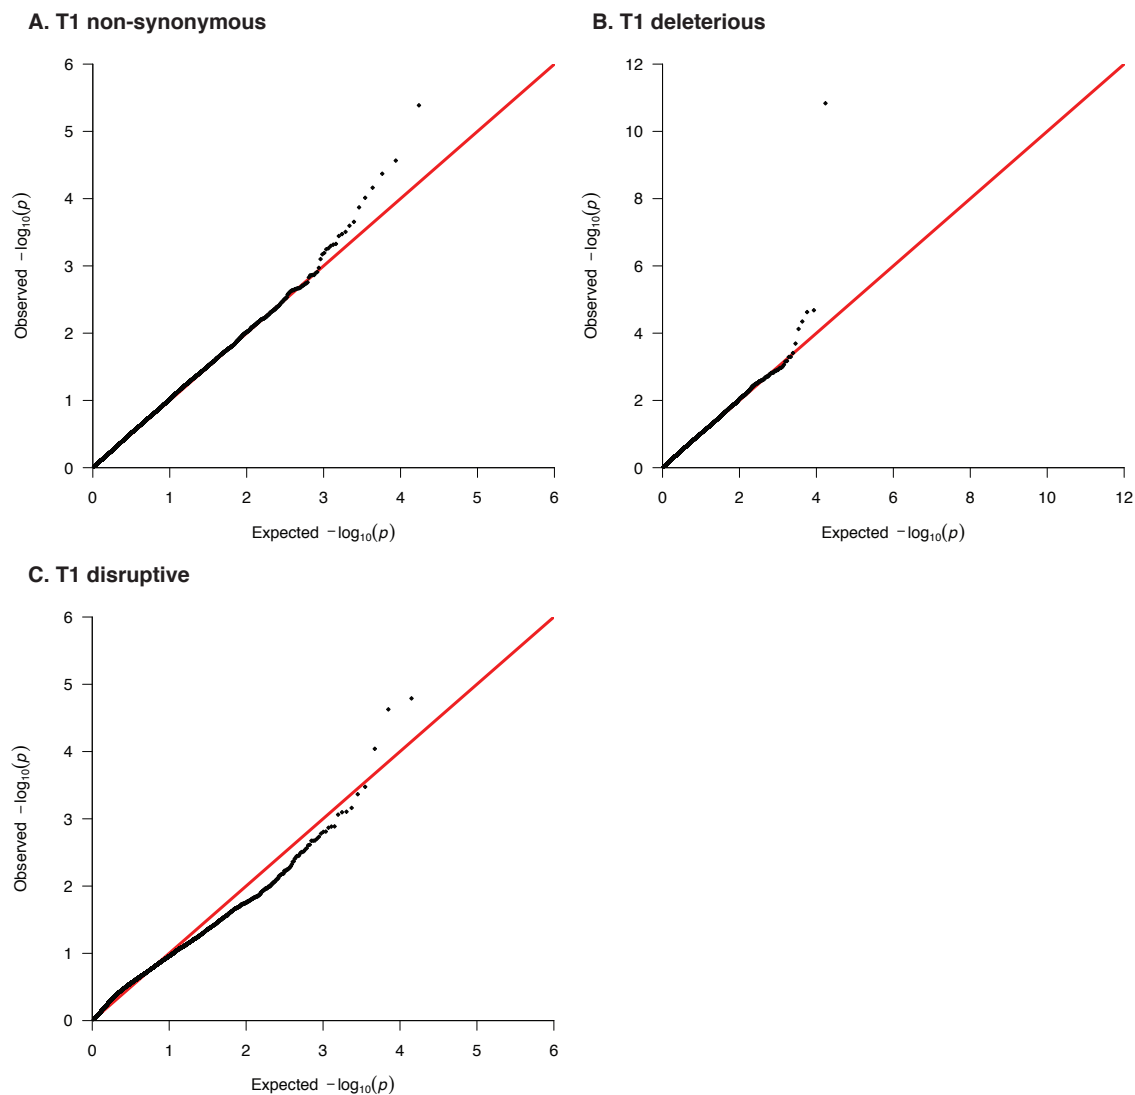 A. T1 non-synonymous
6
5
4
3
2
1
0
0 1 2 3 4 5 6
Observed −log10(p)
Expected −log10(p)
B. T1 deleterious
12
10
8
6
4
2
0
0 2 4 6 8 10 12
Observed −log10(p)
Expected −log10(p)
C. T1 disruptive
6
5
4
3
2
1
0
0 1 2 3 4 5 6
Observed −log10(p)
Expected −log10(p)